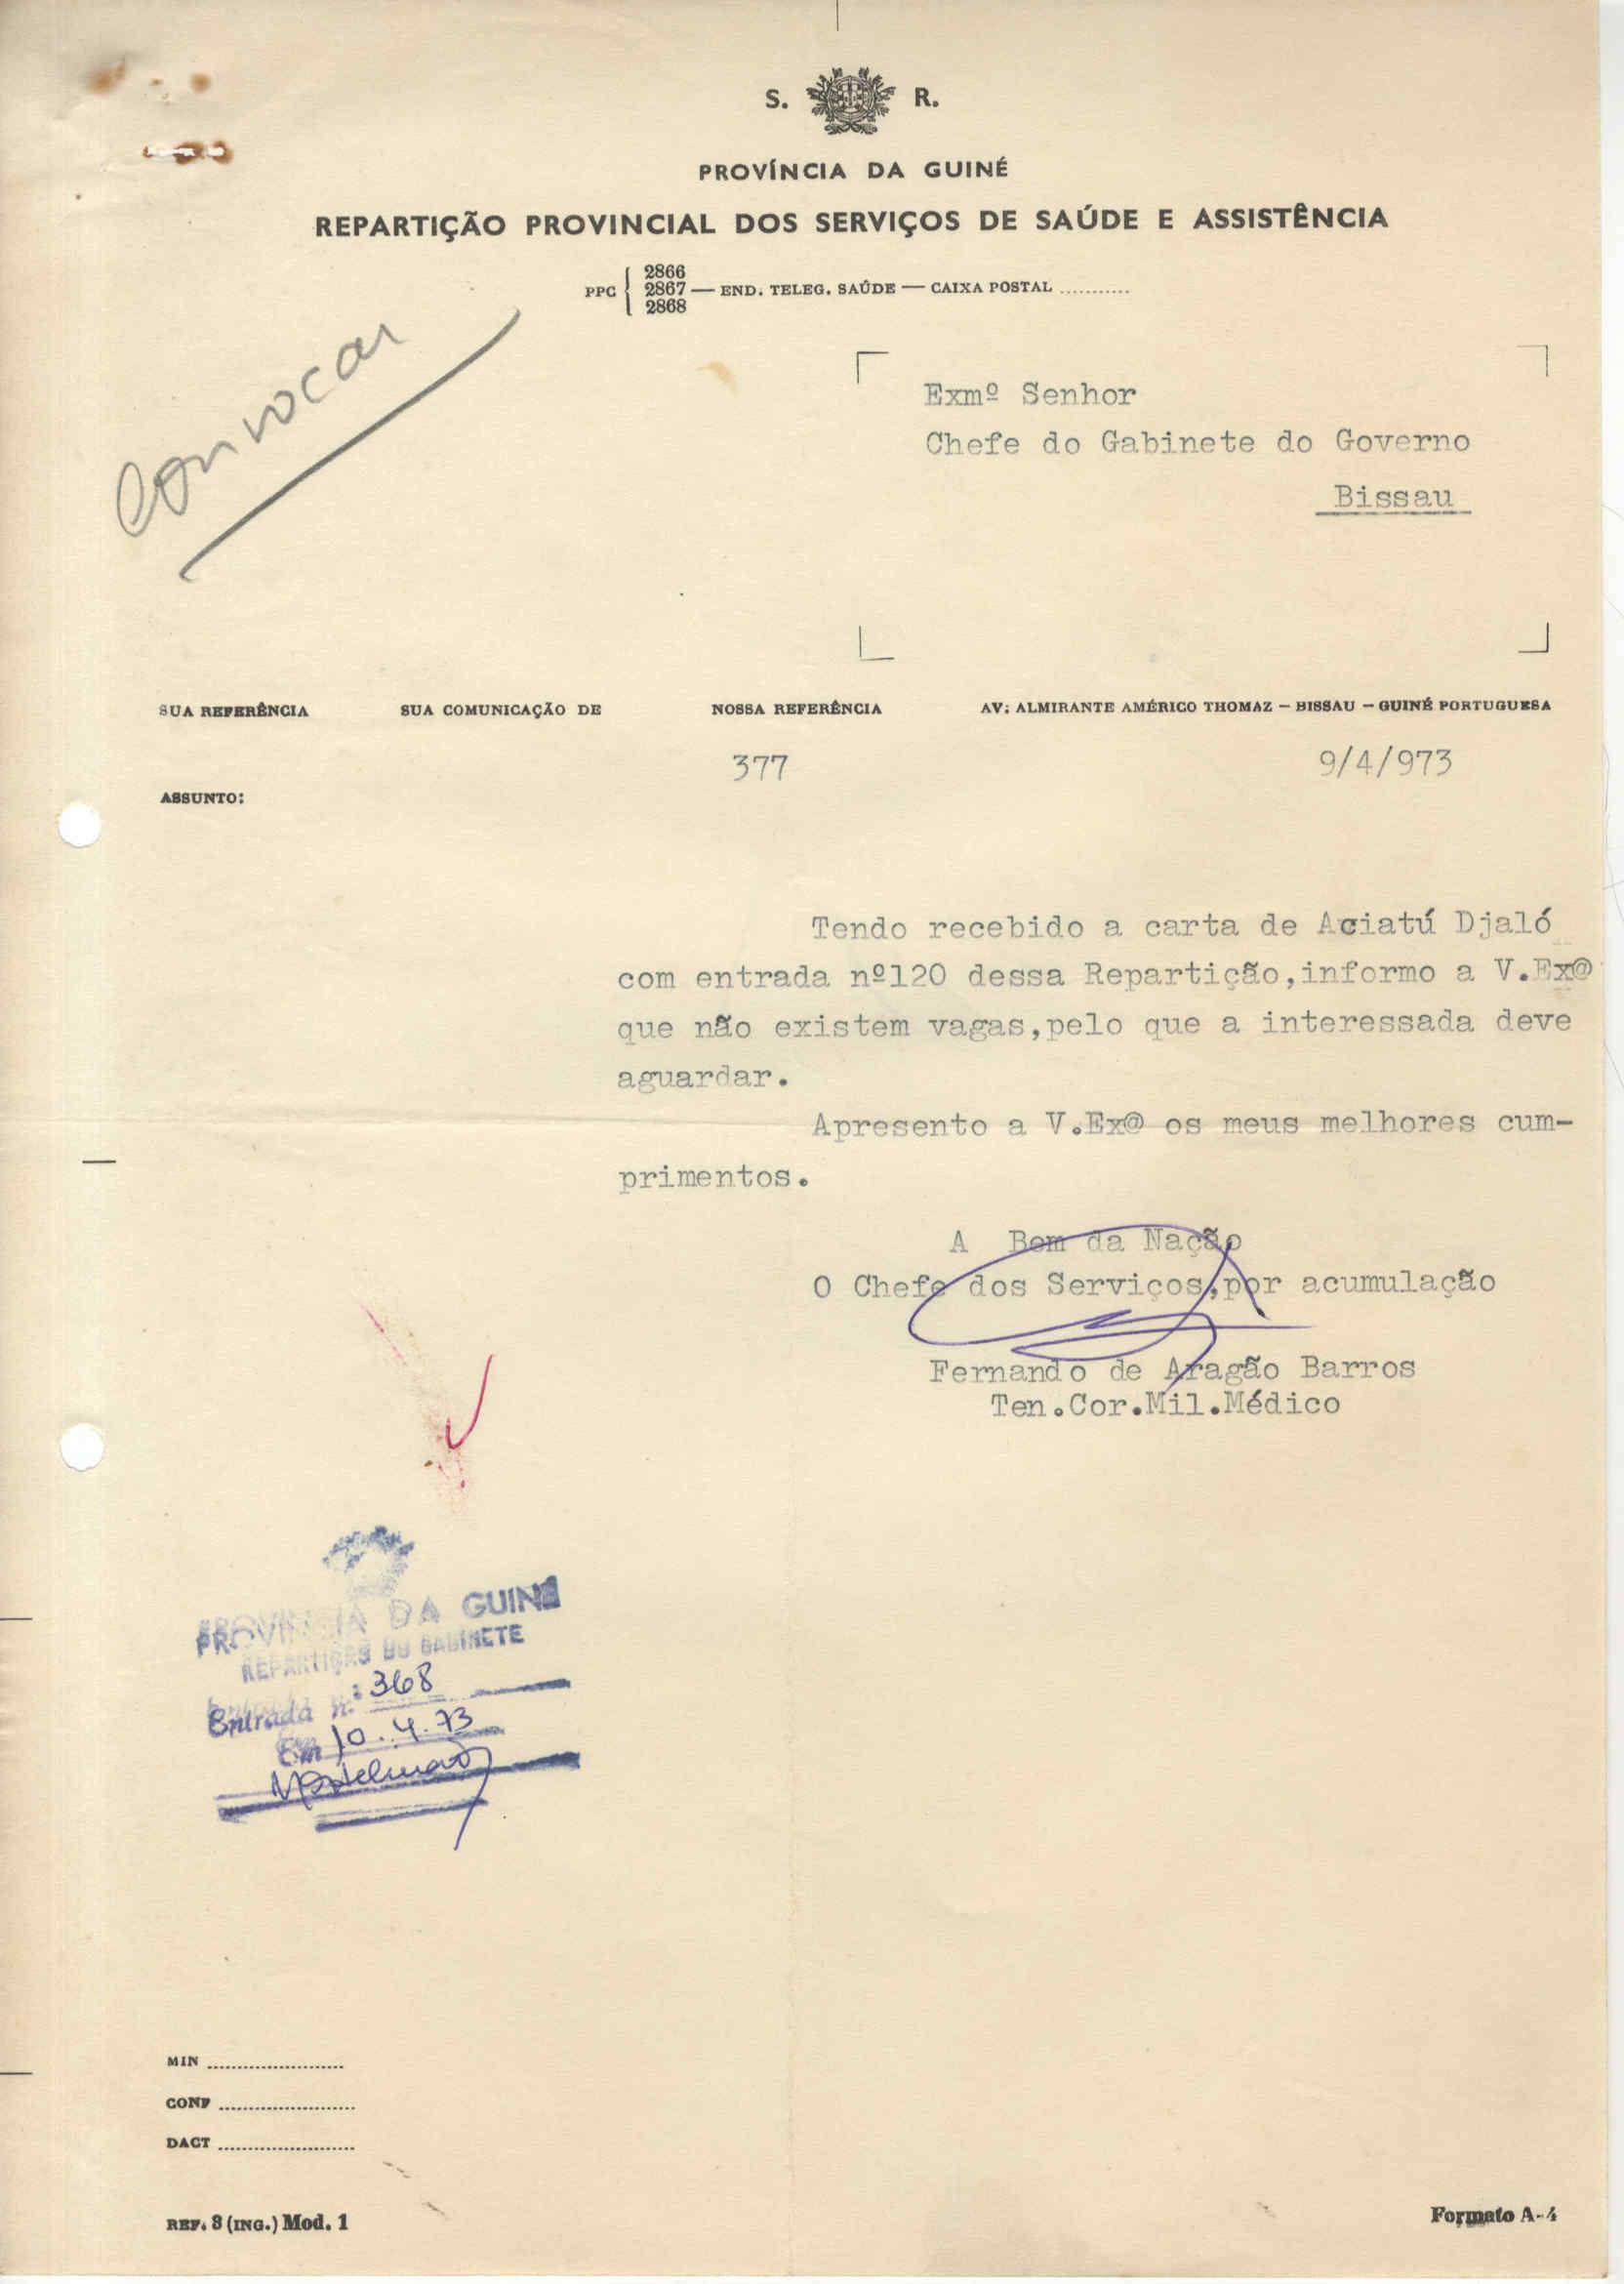 S. R.
PROVÍNCIA DA GUINÉ
REPARTIÇÃO PROVINCIAL DOS SERVIÇOS DE SAÚDE E ASSISTÊNCIA
2866
PPC 2867 — END. TELEG. SAÚDE — CAIXA POSTAL ...........
2868
Convocar
Exmº Senhor
Chefe do Gabinete do Governo
Bissau
SUA REFERÊNCIA SUA COMUNICAÇÃO DE NOSSA REFERÊNCIA AV: ALMIRANTE AMÉRICO THOMAZ – BISSAU – GUINÉ PORTUGUESA
377 9/4/973
ASSUNTO:
Tendo recebido a carta de Aciatú Djaló
com entrada nº120 dessa Repartição,informo a V.Ex@
que não existem vagas,pelo que a interessada deve
aguardar.
Apresento a V.Ex@ os meus melhores cum-
primentos.
A Bem da Nação
O Chefe dos Serviços,por acumulação
Fernando de Aragão Barros
Ten.Cor.Mil.Médico
PROVINCIA DA GUINÉ
REPARTIÇÃO DO GABINETE
Entrada n.º 368
Em 10.4.73
MIN .......................
CONF .......................
DACT .......................
REF. 8 (ING.) Mod. 1
Formato A-4